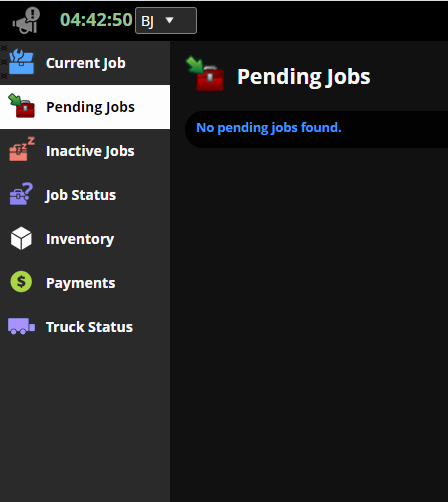 04:42:50 BJ
Current Job
Pending Jobs
Inactive Jobs
Job Status
Inventory
Payments
Truck Status
Pending Jobs
No pending jobs found.